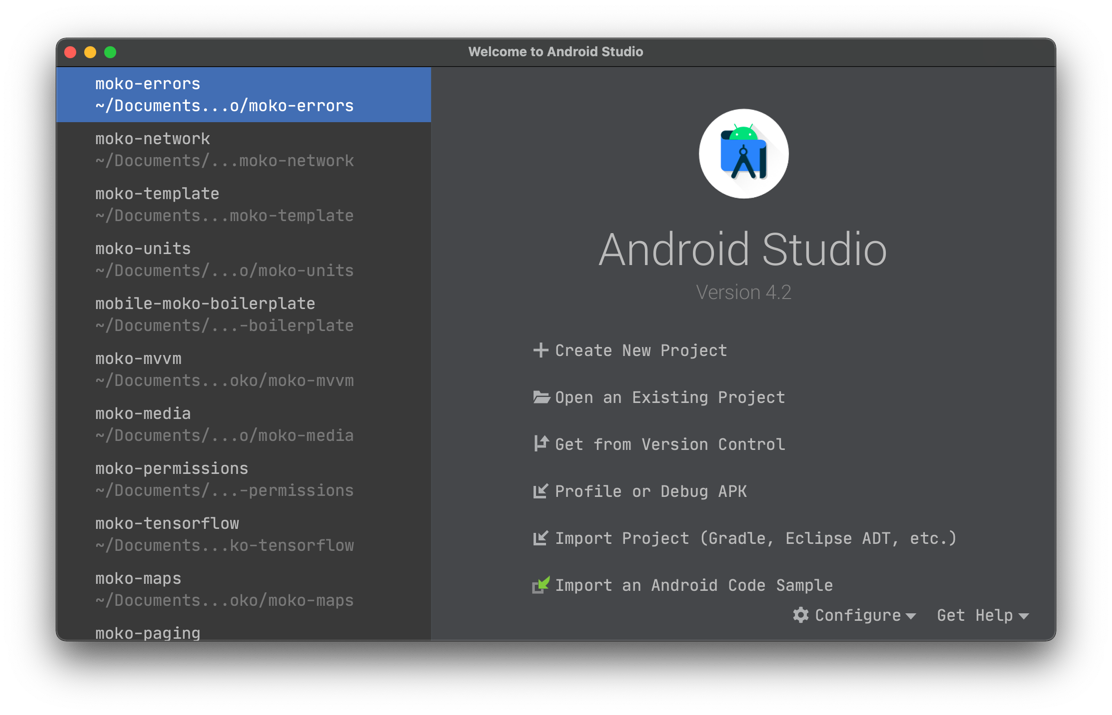 Welcome to Android Studio
moko-errors
~/Documents...o/moko-errors
moko-network
~/Documents/...moko-network
moko-template
~/Documents...moko-template
moko-units
~/Documents/...o/moko-units
mobile-moko-boilerplate
~/Documents/...-boilerplate
moko-mvvm
~/Documents...oko/moko-mvvm
moko-media
~/Documents/...o/moko-media
moko-permissions
~/Documents/...-permissions
moko-tensorflow
~/Documents...ko-tensorflow
moko-maps
~/Documents...oko/moko-maps
moko-paging
Android Studio
Version 4.2
Create New Project
Open an Existing Project
Get from Version Control
Profile or Debug APK
Import Project (Gradle, Eclipse ADT, etc.)
Import an Android Code Sample
Configure Get Help